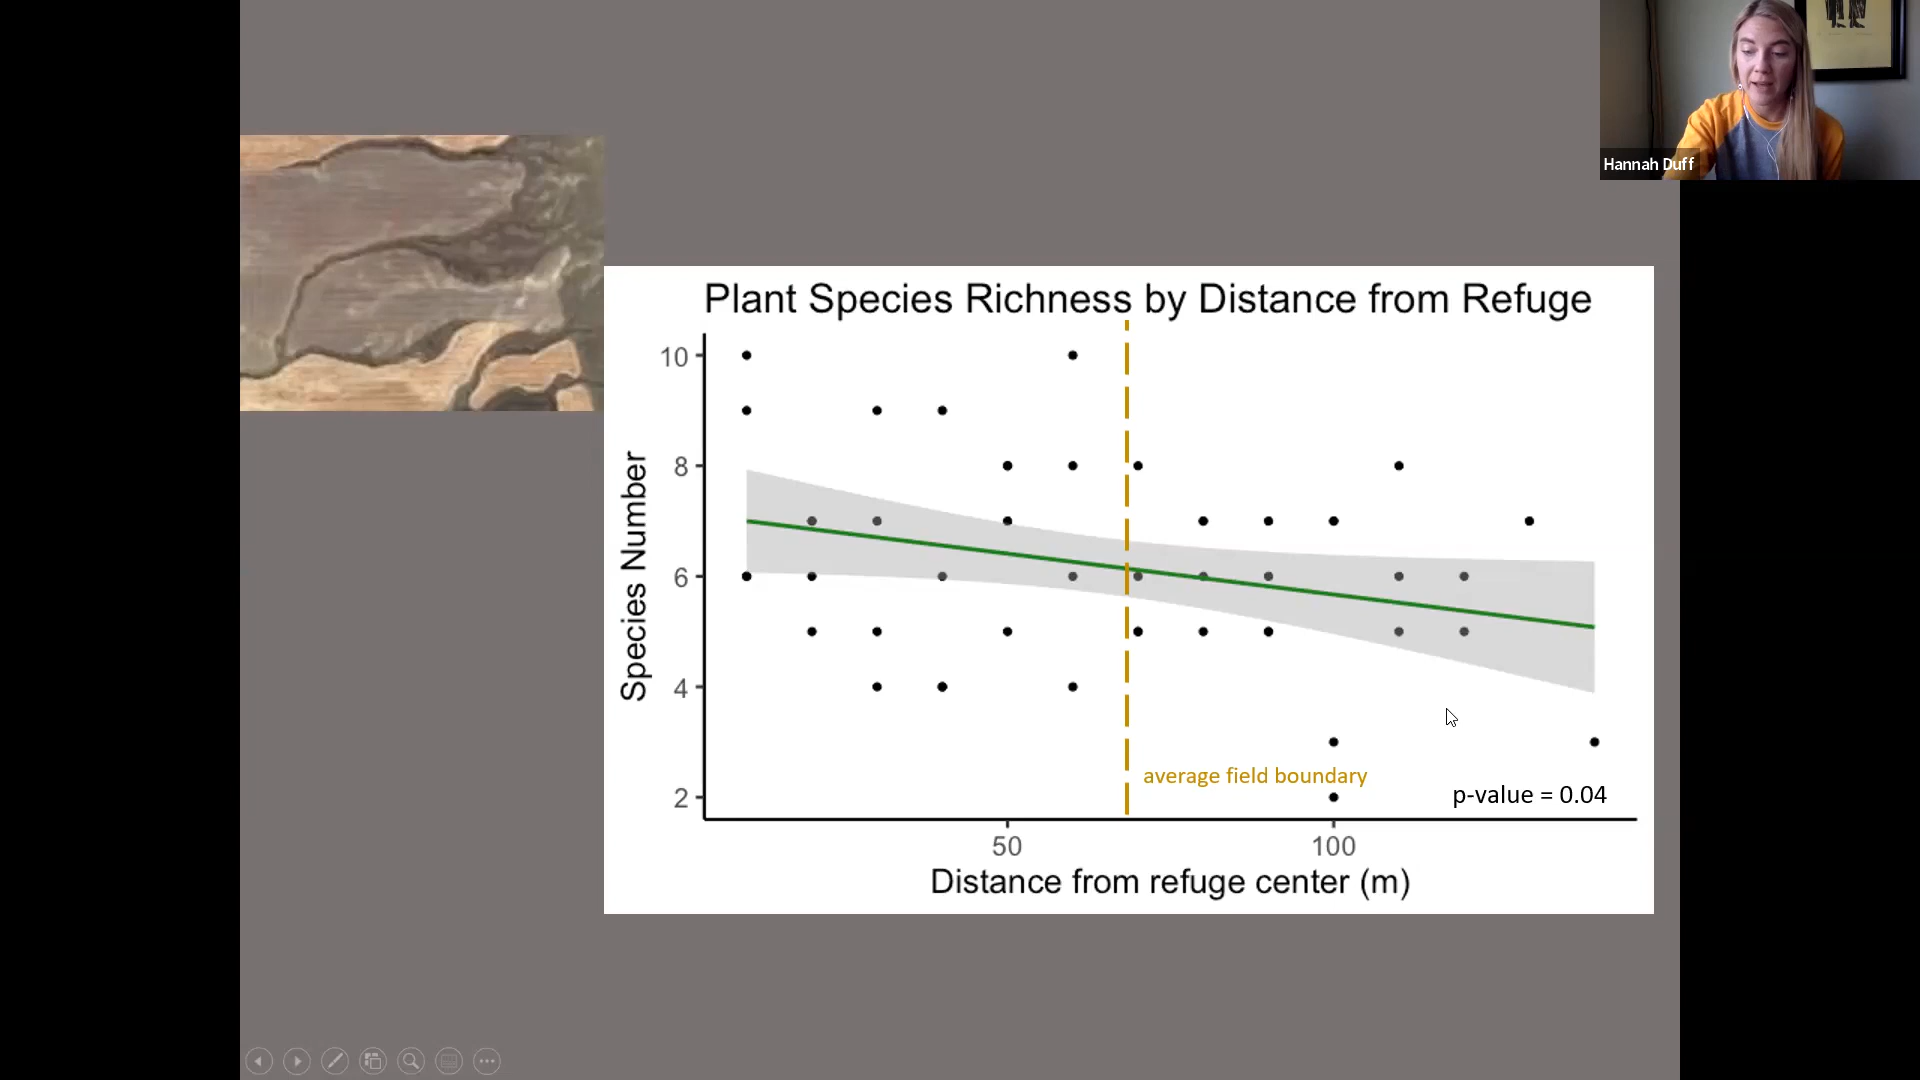 Hannah Duff
Plant Species Richness by Distance from Refuge
10
8
6
4
2
Species Number
average field boundary
p-value = 0.04
50
100
Distance from refuge center (m)